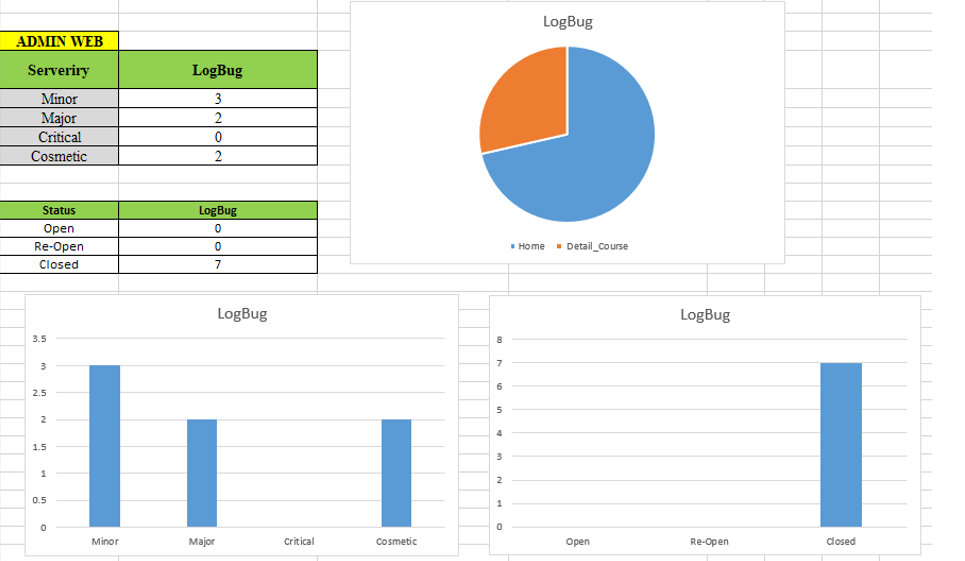 ADMIN WEB
Serveriry LogBug
Minor 3
Major 2
Critical 0
Cosmetic 2
Status LogBug
Open 0
Re-Open 0
Closed 7
LogBug
Home Detail_Course
LogBug
3.5
3
2.5
2
1.5
1
0.5
0
Minor Major Critical Cosmetic
LogBug
8
7
6
5
4
3
2
1
0
Open Re-Open Closed